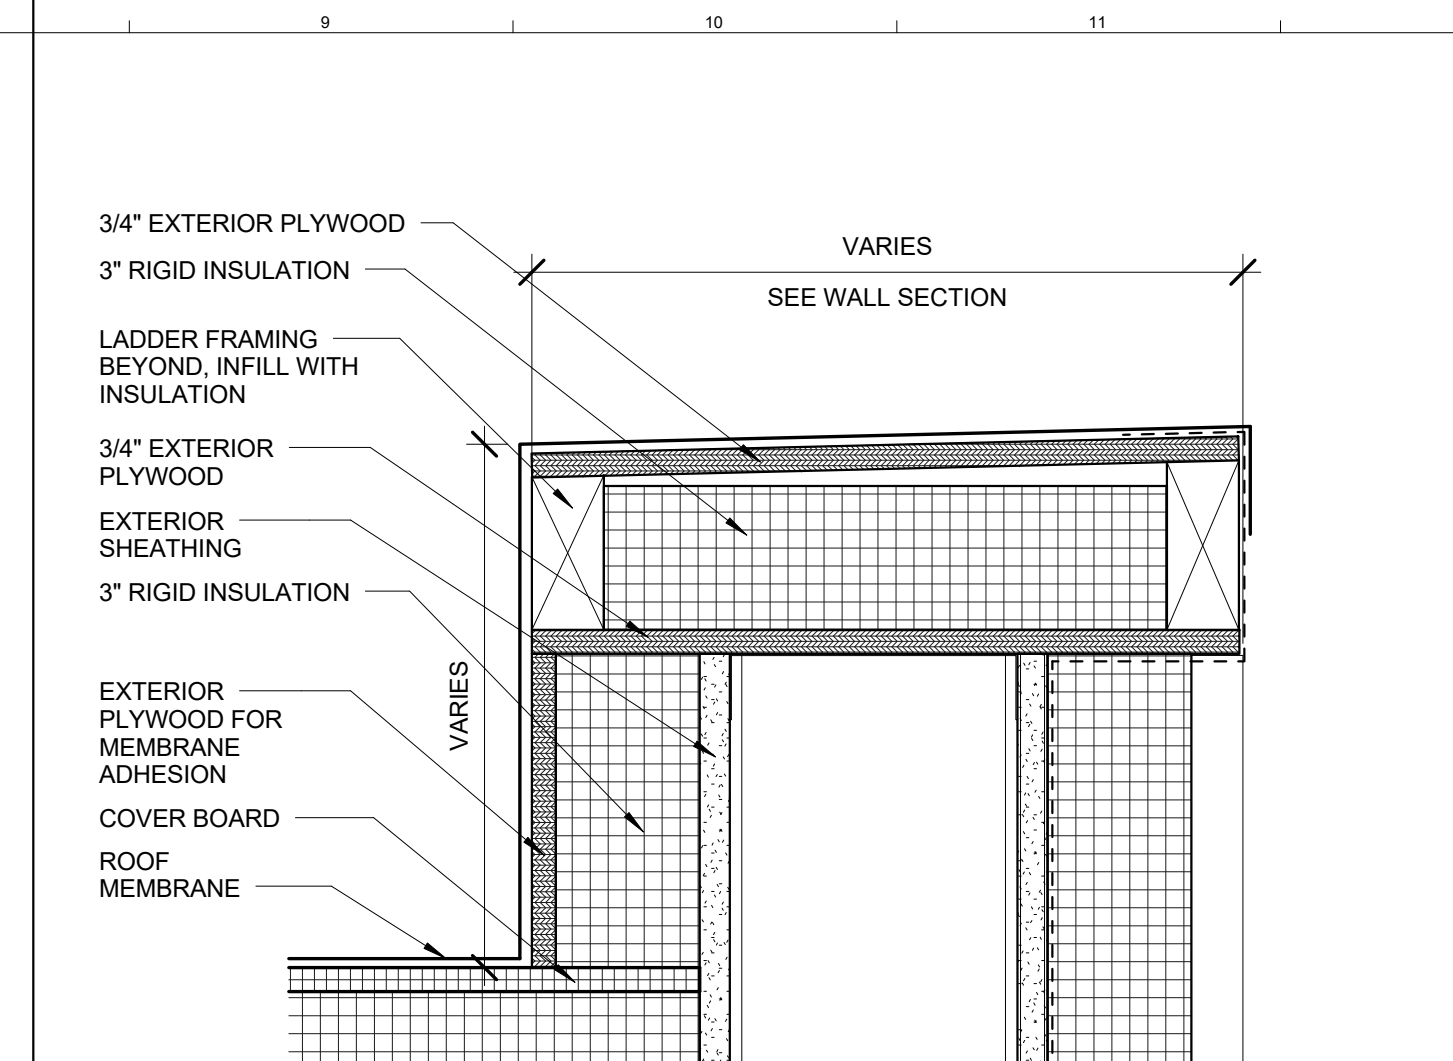 9
10
11
3/4" EXTERIOR PLYWOOD
3" RIGID INSULATION
LADDER FRAMING
BEYOND, INFILL WITH
INSULATION
3/4" EXTERIOR
PLYWOOD
EXTERIOR
SHEATHING
3" RIGID INSULATION
EXTERIOR
PLYWOOD FOR
MEMBRANE
ADHESION
COVER BOARD
ROOF
MEMBRANE
VARIES
SEE WALL SECTION
VARIES